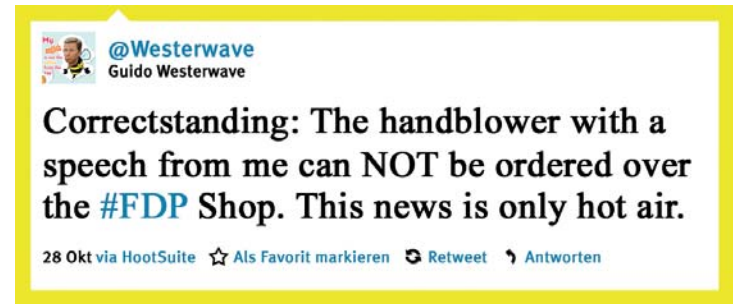 @Westerwave
Guido Westerwave
Correctstanding: The handblower with a
speech from me can NOT be ordered over
the #FDP Shop. This news is only hot air.
28 Okt via HootSuite Als Favorit markieren Retweet Antworten